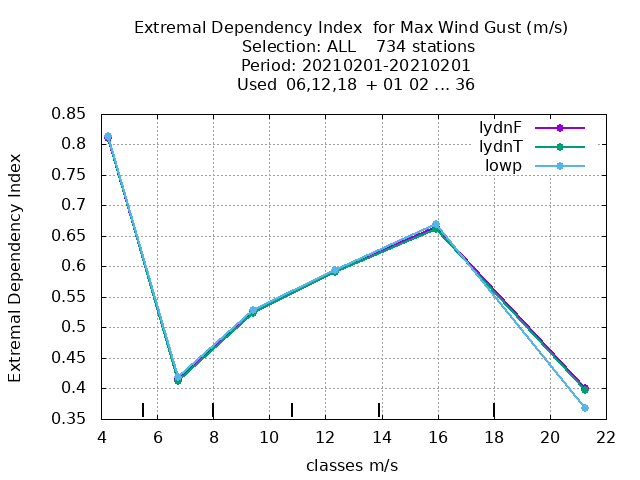 Extremal Dependency Index  for Max Wind Gust (m/s)
Selection: ALL    734 stations
Period: 20210201-20210201
Used  06,12,18  + 01 02 ... 36
lydnF
lydnT
lowp
0.85
0.8
0.75
0.7
0.65
0.6
0.55
0.5
0.45
0.4
0.35
Extremal Dependency Index
4 6 8 10 12 14 16 18 20 22
classes m/s